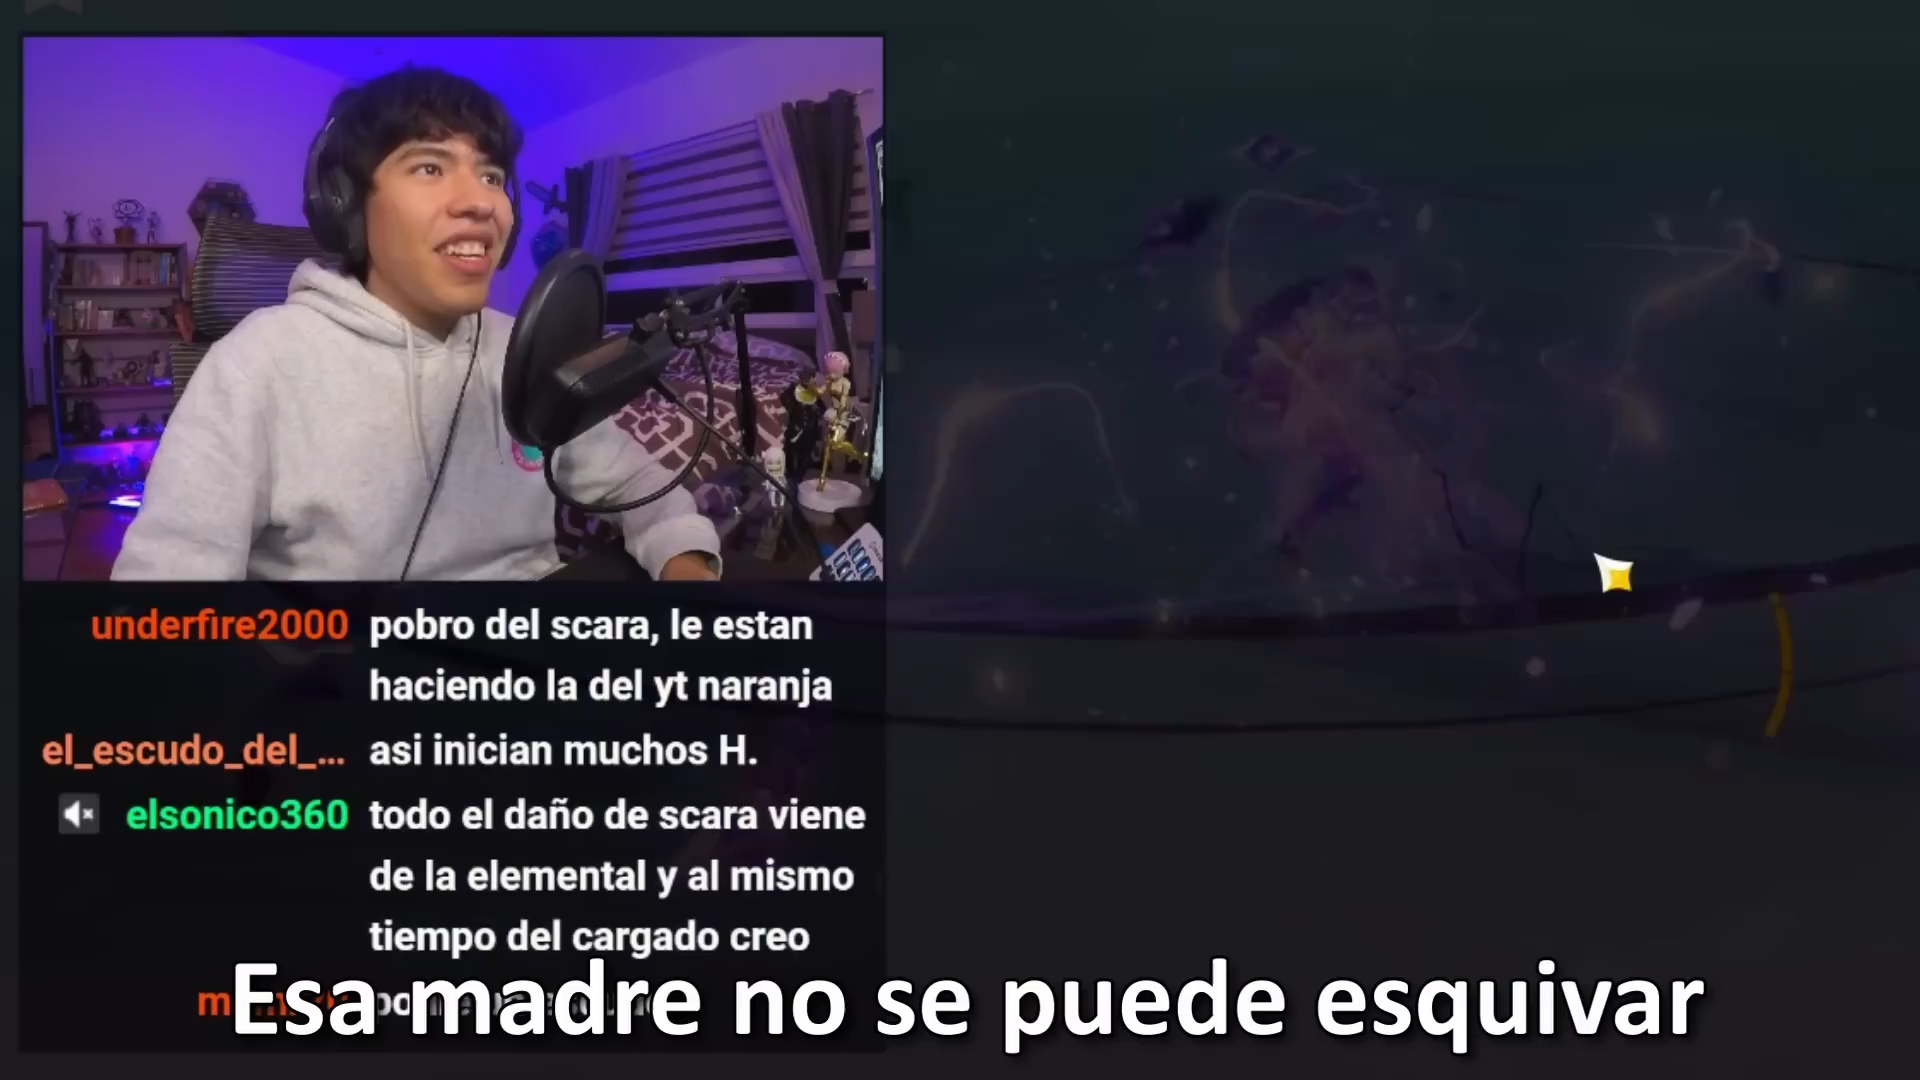 underfire2000 pobro del scara, le estan
haciendo la del yt naranja
el_escudo_del_... asi inician muchos H.
elsonico360 todo el daño de scara viene
de la elemental y al mismo
tiempo del cargado creo
Esa madre no se puede esquivar